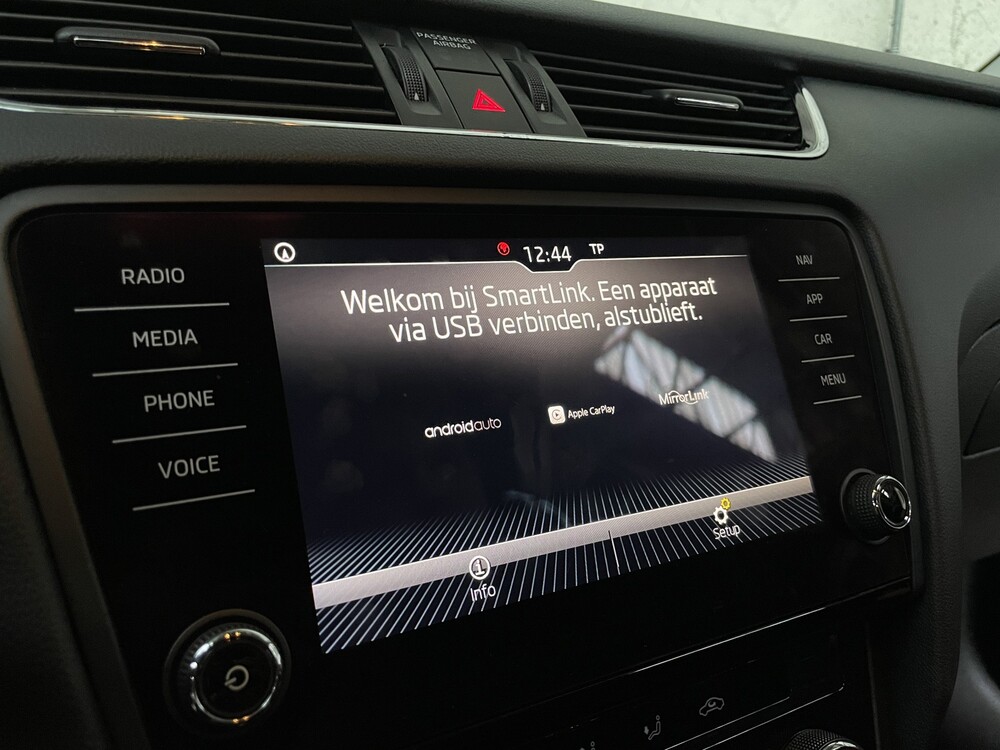 PASSENGER
AIRBAG
12:44 TP
RADIO
MEDIA
PHONE
VOICE
Welkom bij SmartLink. Een apparaat
via USB verbinden, alstublieft.
androidauto
Apple CarPlay
MirrorLink
Info
Setup
NAV
APP
CAR
MENU